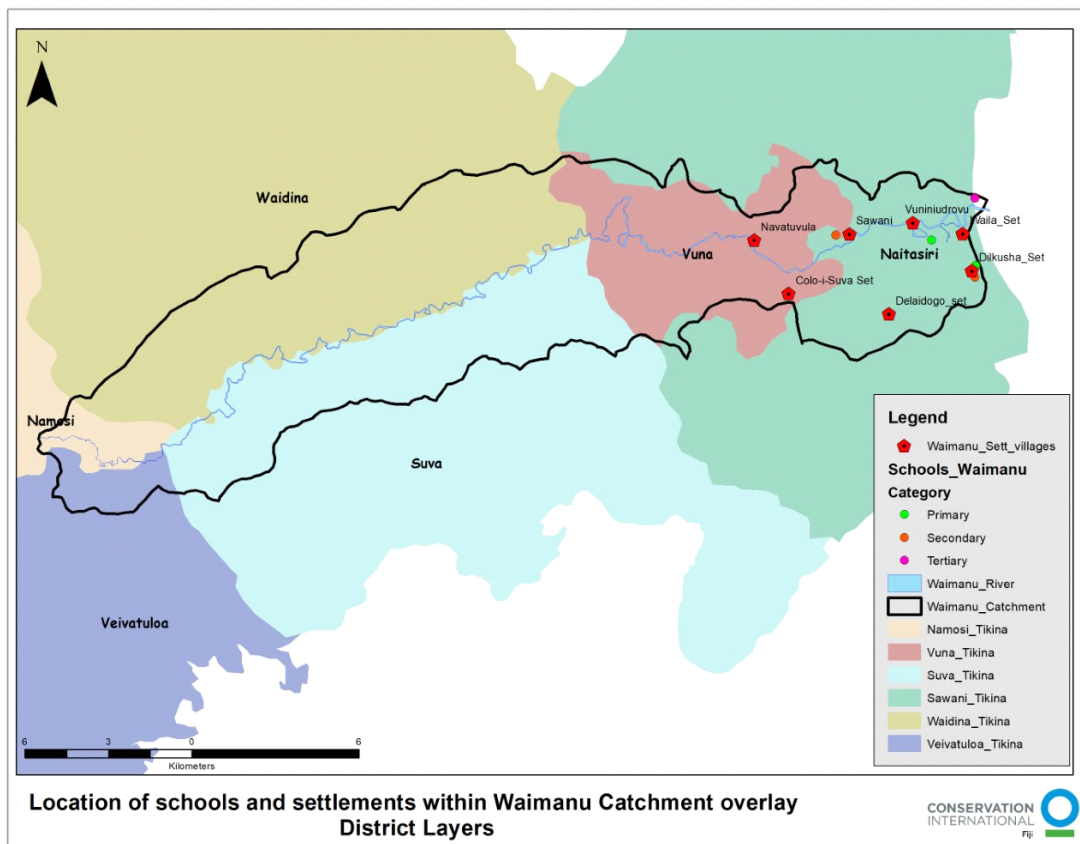 N
Waidina
Vuniniudrovu
Waila_Set
Navatuvula
Sawani
Vuna
Naitasiri
Dilkusha_Set
Colo-i-Suva Set
Delaidogo_set
Namosi
Suva
Veivatuloa
Legend
Waimanu_Sett_villages
Schools_Waimanu
Category
Primary
Secondary
Tertiary
Waimanu_River
Waimanu_Catchment
Namosi_Tikina
Vuna_Tikina
Suva_Tikina
Sawani_Tikina
Waidina_Tikina
Veivatuloa_Tikina
6 3 0 6
Kilometers
Location of schools and settlements within Waimanu Catchment overlay
District Layers
CONSERVATION
INTERNATIONAL
Fiji